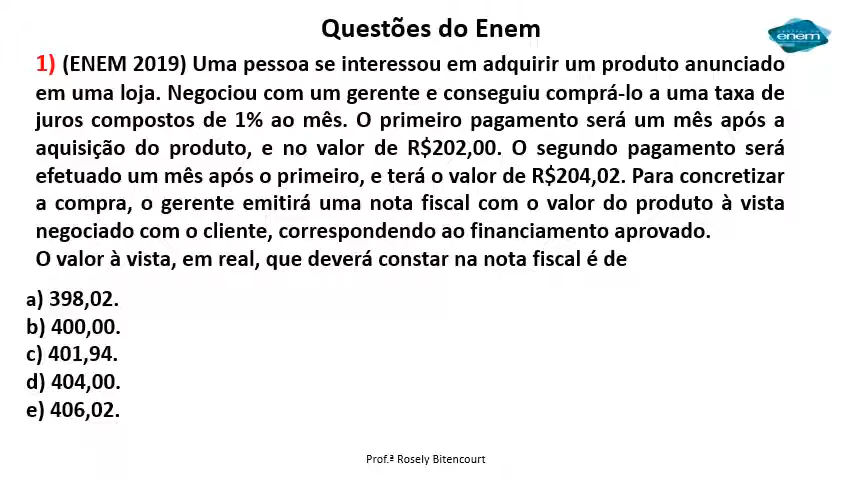 Questões do Enem
enem
1) (ENEM 2019) Uma pessoa se interessou em adquirir um produto anunciado
em uma loja. Negociou com um gerente e conseguiu comprá-lo a uma taxa de
juros compostos de 1% ao mês. O primeiro pagamento será um mês após a
aquisição do produto, e no valor de R$202,00. O segundo pagamento será
efetuado um mês após o primeiro, e terá o valor de R$204,02. Para concretizar
a compra, o gerente emitirá uma nota fiscal com o valor do produto à vista
negociado com o cliente, correspondendo ao financiamento aprovado.
O valor à vista, em real, que deverá constar na nota fiscal é de
a) 398,02.
b) 400,00.
c) 401,94.
d) 404,00.
e) 406,02.
Prof.ª Rosely Bitencourt